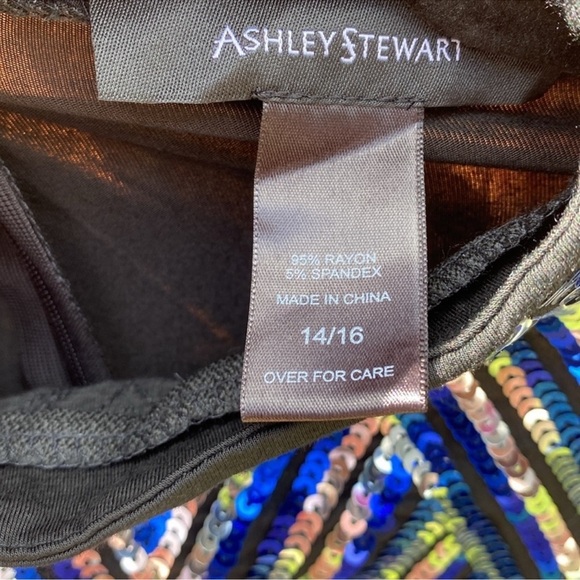 ASHLEY STEWART
95% RAYON
5% SPANDEX
MADE IN CHINA
14/16
OVER FOR CARE